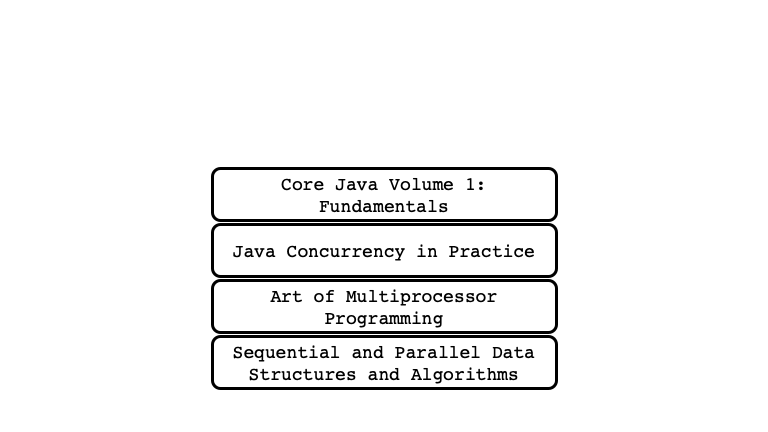 Core Java Volume 1:
Fundamentals
Java Concurrency in Practice
Art of Multiprocessor
Programming
Sequential and Parallel Data
Structures and Algorithms